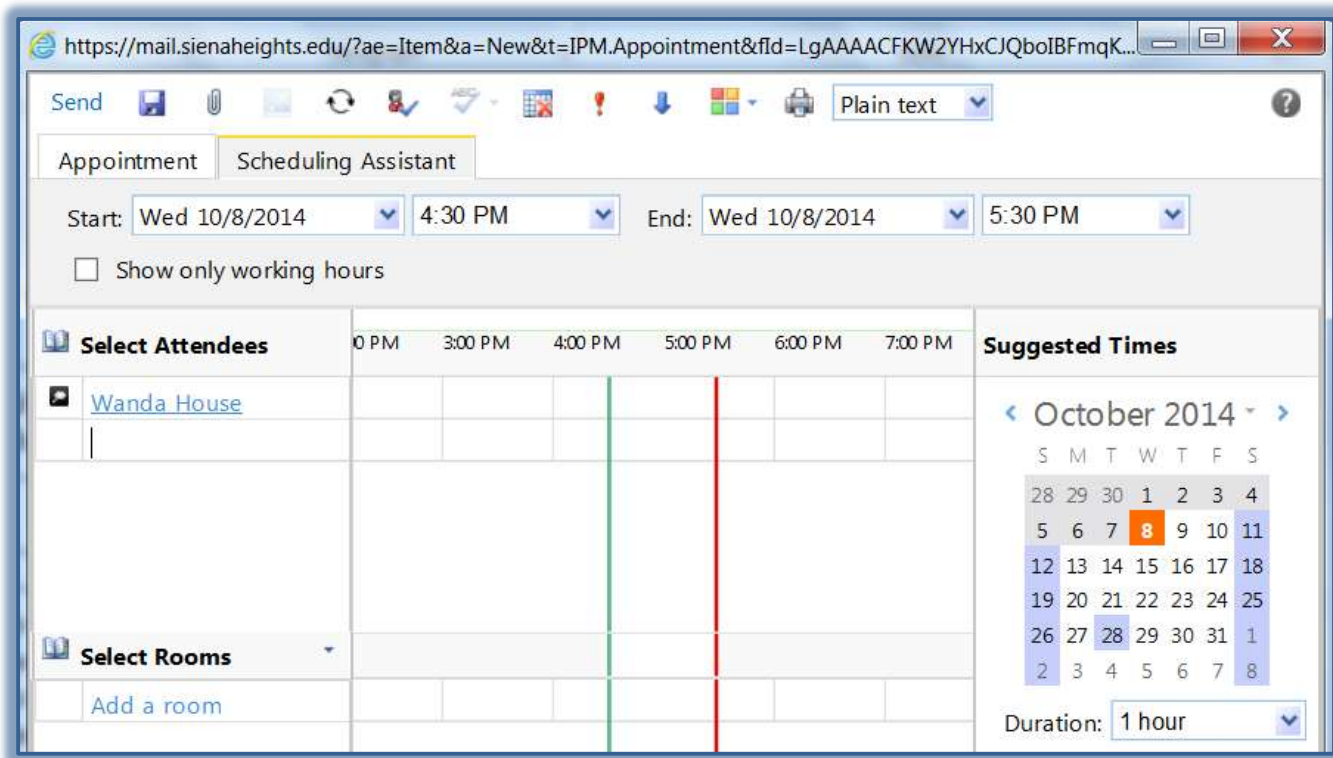 https://mail.sienaheights.edu/?ae=Item&a=New&t=IPM.Appointment&fId=LgAAAACFKW2YHxCJQboIBFmqK...
Send Plain text
Appointment Scheduling Assistant
Start: Wed 10/8/2014 4:30 PM End: Wed 10/8/2014 5:30 PM
Show only working hours
Select Attendees 0 PM 3:00 PM 4:00 PM 5:00 PM 6:00 PM 7:00 PM Suggested Times
Wanda House
October 2014
S M T W T F S
28 29 30 1 2 3 4
5 6 7 8 9 10 11
12 13 14 15 16 17 18
19 20 21 22 23 24 25
26 27 28 29 30 31 1
2 3 4 5 6 7 8
Select Rooms
Add a room
Duration: 1 hour